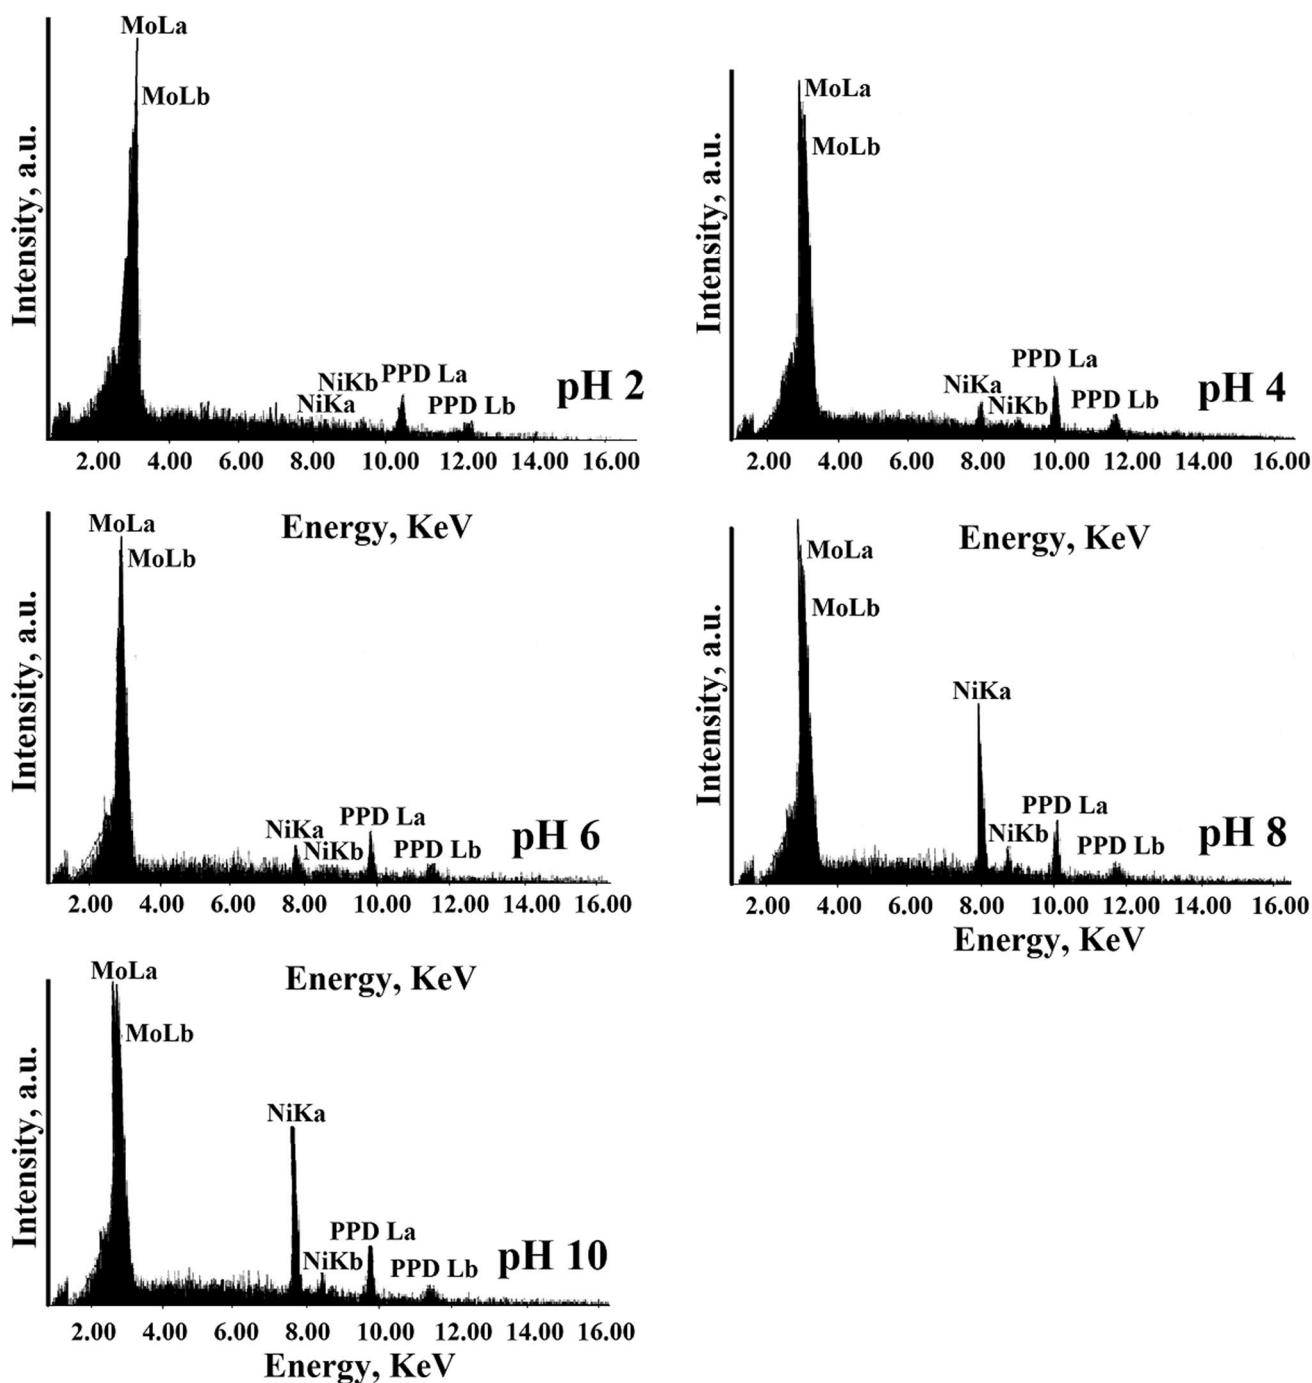 MoLa
MoLb
Intensity, a.u.
NiKb
PPD La
NiKa
PPD Lb
pH 2
2.00 4.00 6.00 8.00 10.00 12.00 14.00 16.00
Energy, KeV
MoLa
MoLb
Intensity, a.u.
PPD La
NiKa
NiKb
PPD Lb
pH 4
2.00 4.00 6.00 8.00 10.00 12.00 14.00 16.00
Energy, KeV
MoLa
MoLb
Intensity, a.u.
PPD La
NiKa
NiKb
PPD Lb
pH 6
2.00 4.00 6.00 8.00 10.00 12.00 14.00 16.00
Energy, KeV
MoLa
MoLb
Intensity, a.u.
NiKa
PPD La
NiKb
PPD Lb
pH 8
2.00 4.00 6.00 8.00 10.00 12.00 14.00 16.00
Energy, KeV
MoLa
MoLb
Intensity, a.u.
NiKa
PPD La
NiKb
PPD Lb
pH 10
2.00 4.00 6.00 8.00 10.00 12.00 14.00 16.00
Energy, KeV